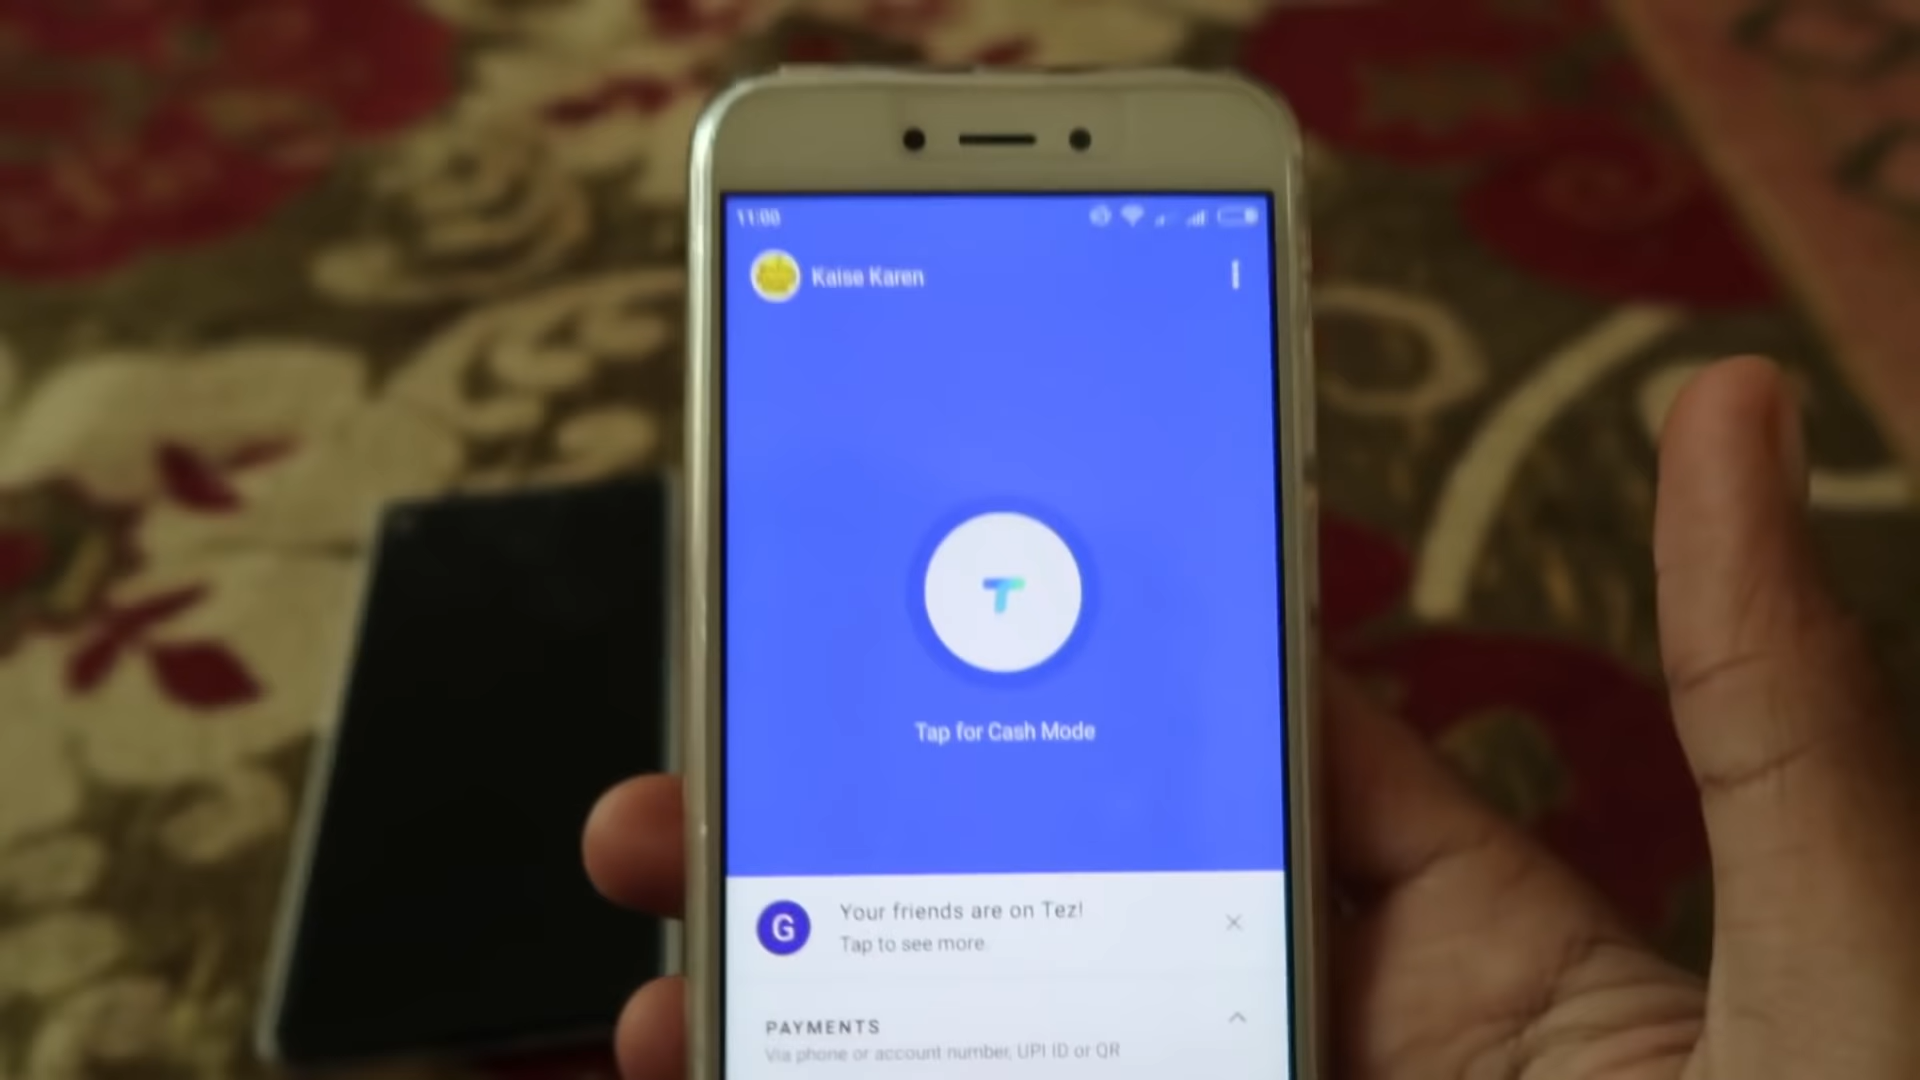 11:00
Kaise Karen
T
Tap for Cash Mode
G
Your friends are on Tez!
Tap to see more.
PAYMENTS
Via phone or account number, UPI ID or QR